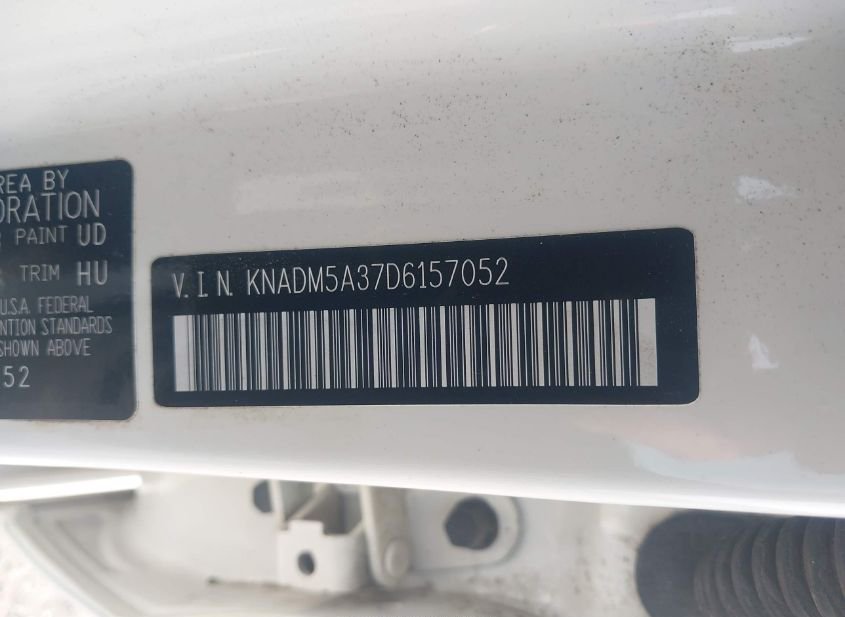 REA BY
ORATION
PAINT UD
TRIM HU
U.S.A. FEDERAL
NTION STANDARDS
SHOWN ABOVE
52
V. I. N. KNADM5A37D6157052